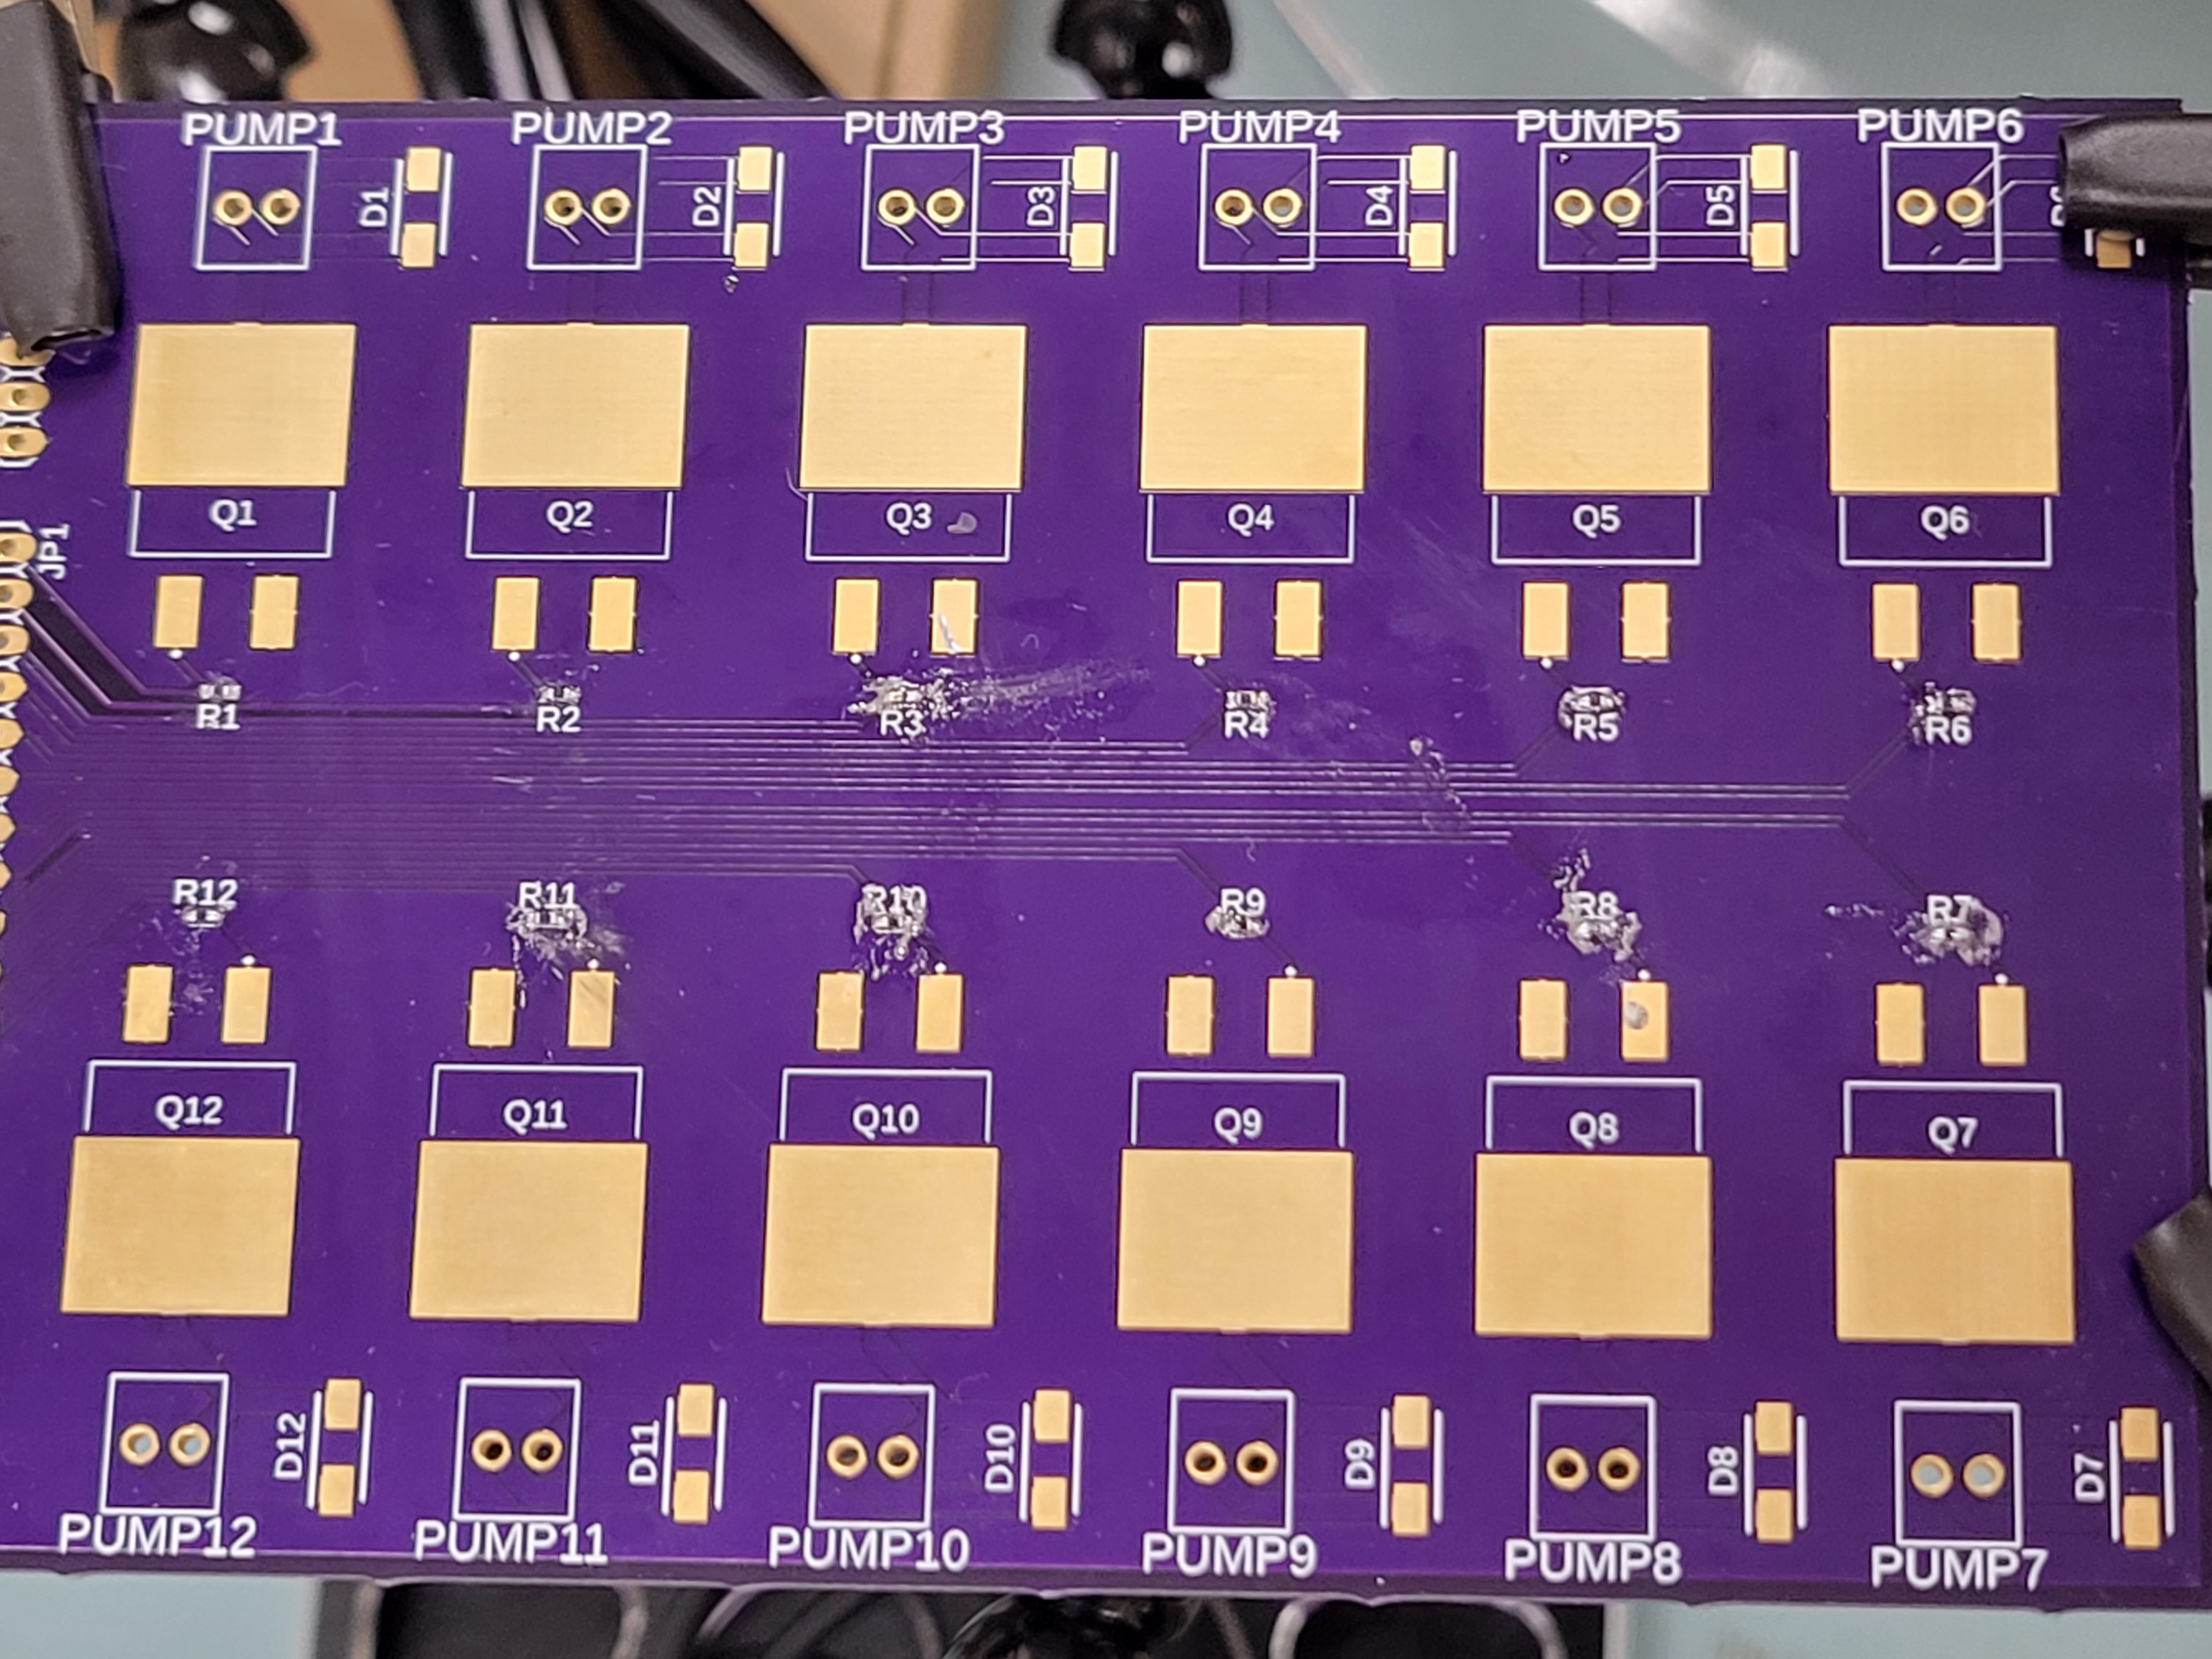 PUMP1 PUMP2 PUMP3 PUMP4 PUMP5 PUMP6
D1 D2 D3 D4 D5
Q1 Q2 Q3 Q4 Q5 Q6
JP1
R1 R2 R3 R4 R5 R6
R12 R11 R10 R9 R8 R7
Q12 Q11 Q10 Q9 Q8 Q7
D12 D11 D10 D9 D8 D7
PUMP12 PUMP11 PUMP10 PUMP9 PUMP8 PUMP7